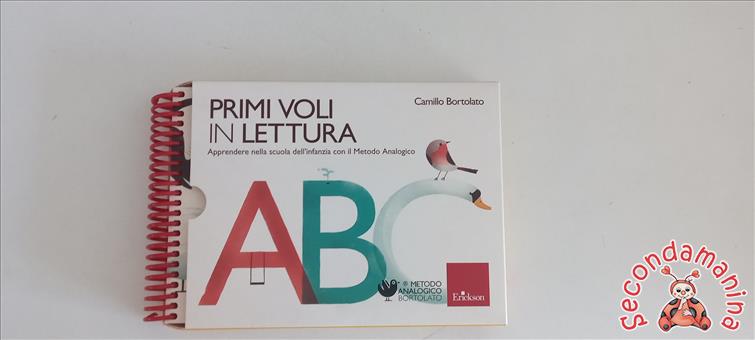 PRIMI VOLI
IN LETTURA
Camillo Bortolato
Apprendere nella scuola dell'infanzia con il Metodo Analogico
ABC
® METODO
ANALOGICO
BORTOLATO
Erickson
Secondamanina